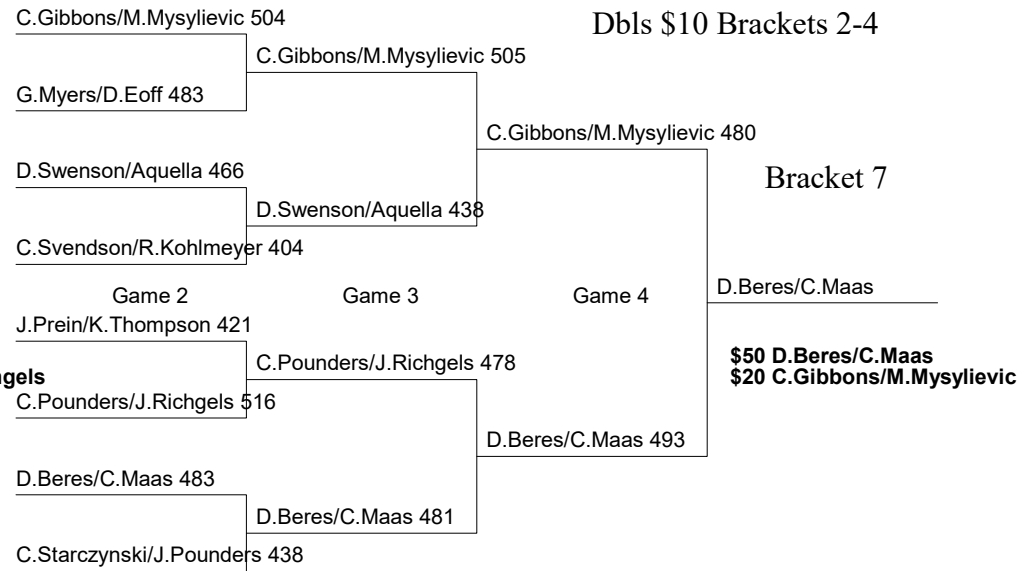 C.Gibbons/M.Mysylievic 504
Dbls $10 Brackets 2-4
C.Gibbons/M.Mysylievic 505
G.Myers/D.Eoff 483
C.Gibbons/M.Mysylievic 480
D.Swenson/Aquella 466
Bracket 7
D.Swenson/Aquella 438
C.Svendson/R.Kohlmeyer 404
Game 2 Game 3 Game 4
D.Beres/C.Maas
J.Prein/K.Thompson 421
C.Pounders/J.Richgels 478
$50 D.Beres/C.Maas
$20 C.Gibbons/M.Mysylievic
gels
C.Pounders/J.Richgels 516
D.Beres/C.Maas 493
D.Beres/C.Maas 483
D.Beres/C.Maas 481
C.Starczynski/J.Pounders 438